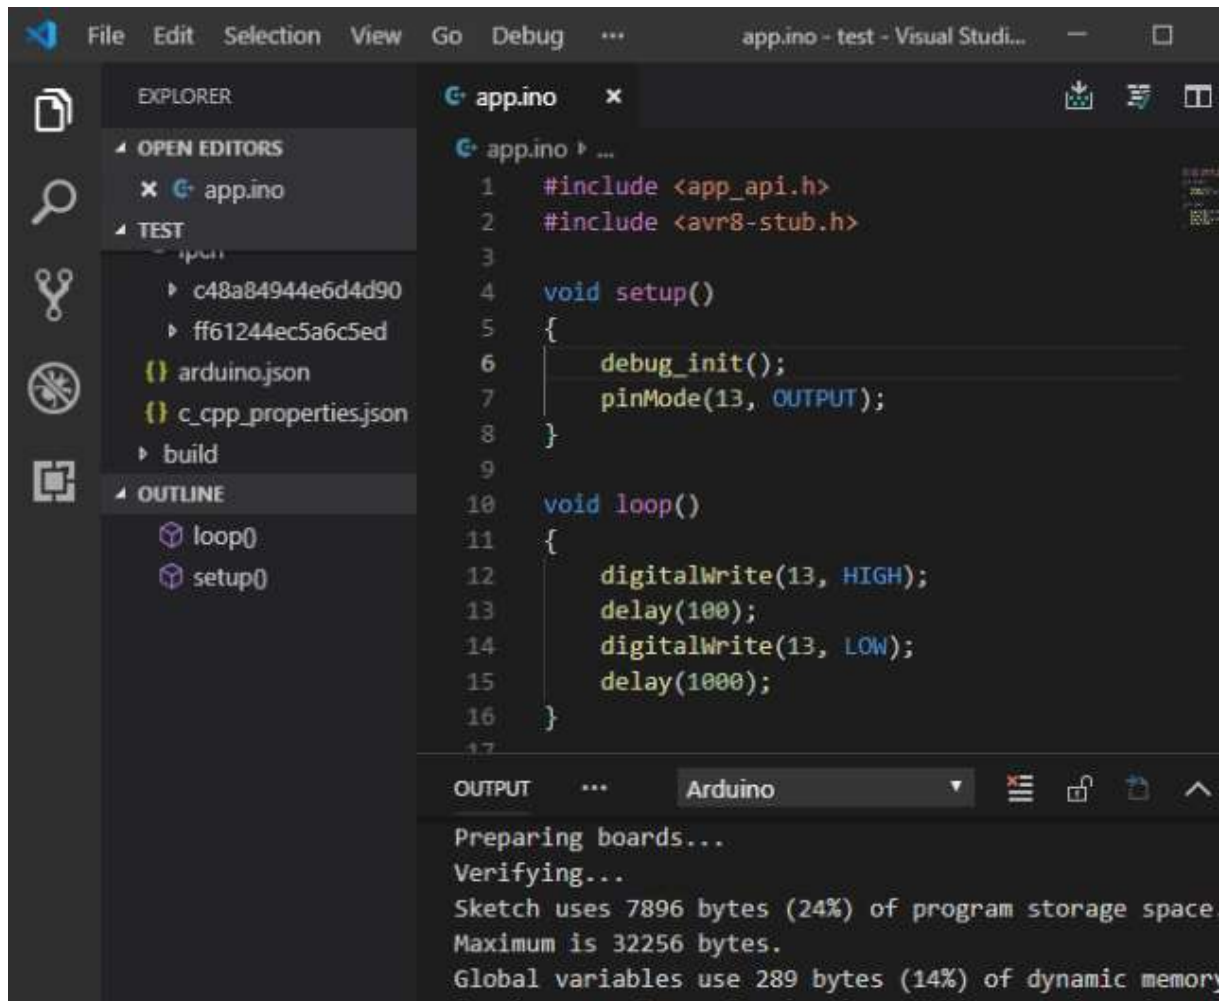 File Edit Selection View Go Debug ··· app.ino - test - Visual Studi...
EXPLORER
OPEN EDITORS
app.ino
TEST
c48a84944e6d4d90
ff61244ec5a6c5ed
{} arduino.json
{} c_cpp_properties.json
build
OUTLINE
loop()
setup()
app.ino
app.ino ...
1 #include <app_api.h>
2 #include <avr8-stub.h>
3
4 void setup()
5 {
6 debug_init();
7 pinMode(13, OUTPUT);
8 }
9
10 void loop()
11 {
12 digitalWrite(13, HIGH);
13 delay(100);
14 digitalWrite(13, LOW);
15 delay(1000);
16 }
17
OUTPUT ··· Arduino
Preparing boards...
Verifying...
Sketch uses 7896 bytes (24%) of program storage space.
Maximum is 32256 bytes.
Global variables use 289 bytes (14%) of dynamic memory